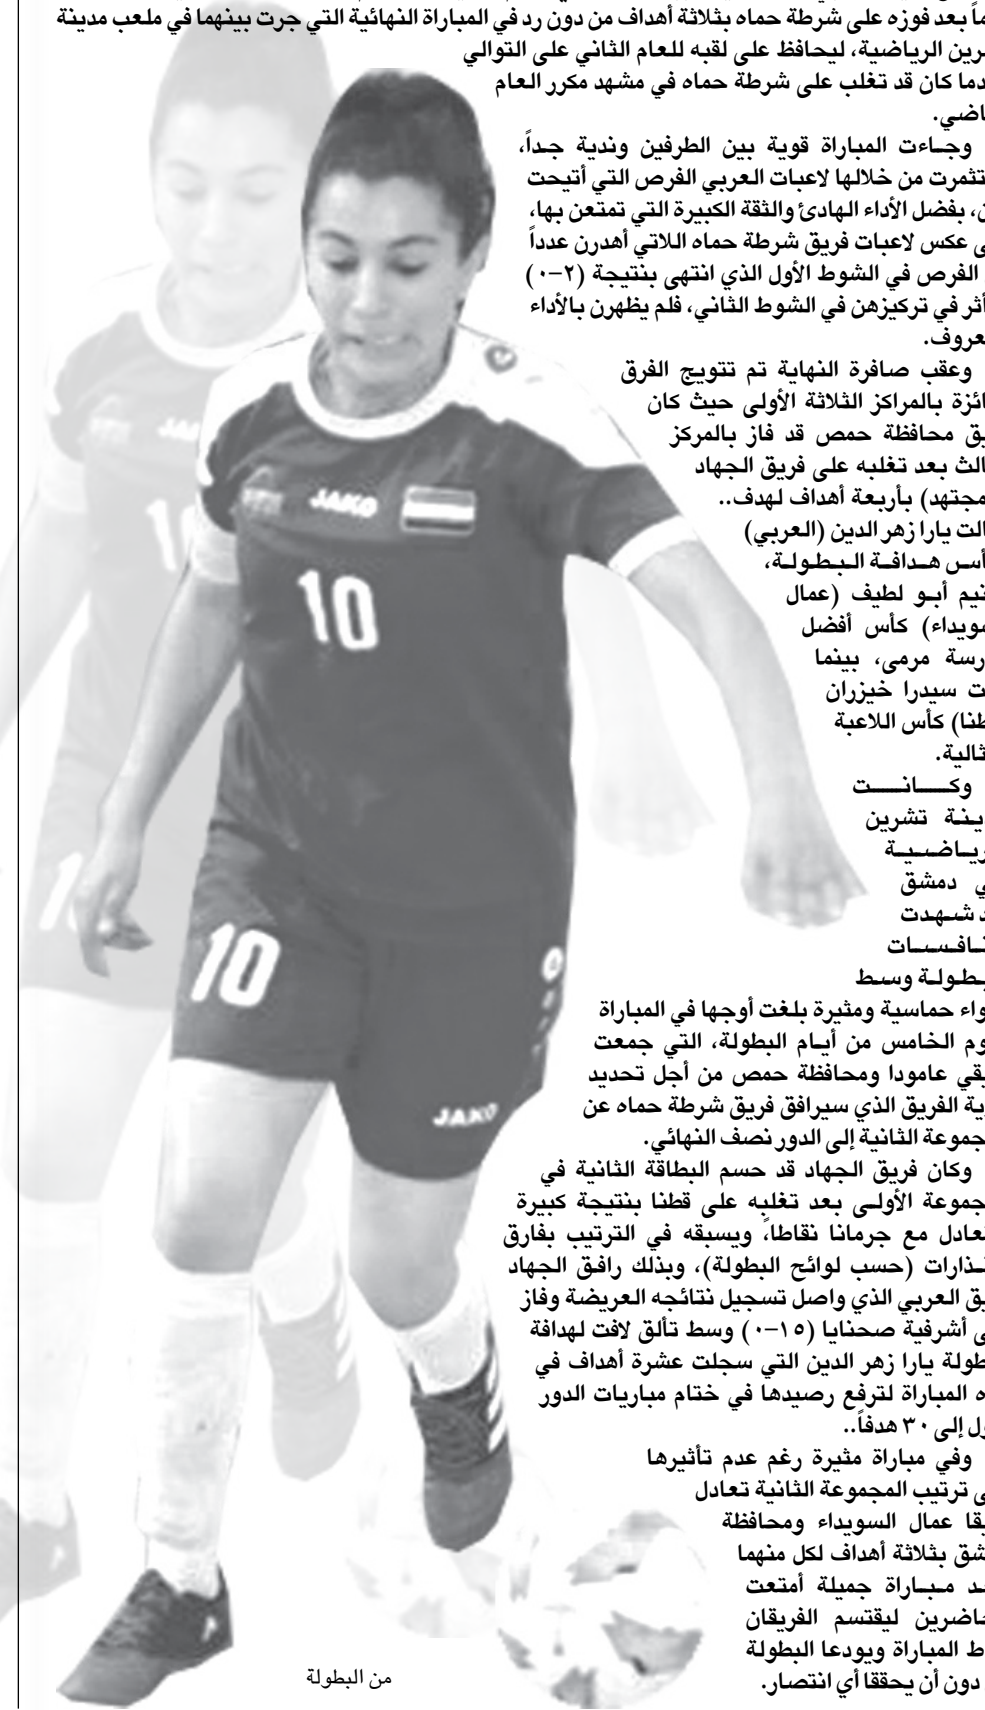 ماً بعد فوزه على شرطة حماه بثلاثة أهداف من دون رد في المباراة النهائية التي جرت بينهما في ملعب مدينة
رين الرياضية، ليحافظ على لقبه للعام الثاني على التوالي
دما كان قد تغلب على شرطة حماه في مشهد مكرر العام
اضي.
وجاءت المباراة قوية بين الطرفين وندية جداً،
تثمرت من خلالها لاعبات العربي الفرص التي أتيحت
ن، بفضل الأداء الهادئ والثقة الكبيرة التي تمتعن بها،
ى عكس لاعبات فريق شرطة حماه اللاتي أهدرن عدداً
الفرص في الشوط الأول الذي انتهى بنتيجة (٢-٠)
أثر في تركيزهن في الشوط الثاني، فلم يظهرن بالأداء
عروف.
وعقب صافرة النهاية تم تتويج الفرق
ائزة بالمراكز الثلاثة الأولى حيث كان
يق محافظة حمص قد فاز بالمركز
الث بعد تغلبه على فريق الجهاد
مجتهد) بأربعة أهداف لهدف..
الت يارا زهر الدين (العربي)
أس هدافة البطولة،
تيم أبو لطيف (عمال
سويداء) كأس أفضل
رسة مرمى، بينما
ت سيدرا خيزران
طنا) كأس اللاعبة
ثالية.
وكانت
ينة تشرين
رياضية
ي دمشق
د شهدت
نافسات
بطولة وسط
واء حماسية ومثيرة بلغت أوجها في المباراة
وم الخامس من أيام البطولة، التي جمعت
يقي عامودا ومحافظة حمص من أجل تحديد
ية الفريق الذي سيرافق فريق شرطة حماه عن
جموعة الثانية إلى الدور نصف النهائي.
وكان فريق الجهاد قد حسم البطاقة الثانية في
جموعة الأولى بعد تغلبه على قطنا بنتيجة كبيرة
تعادل مع جرمانا نقاطاً، ويسبقه في الترتيب بفارق
ـذارات (حسب لوائح البطولة)، وبذلك رافق الجهاد
يق العربي الذي واصل تسجيل نتائجه العريضة وفاز
ى أشرفية صحنايا (١٥-٠) وسط تألق لافت لهدافة
طولة يارا زهر الدين التي سجلت عشرة أهداف في
ه المباراة لترفع رصيدها في ختام مباريات الدور
ول إلى ٣٠ هدفاً..
وفي مباراة مثيرة رغم عدم تأثيرها
ى ترتيب المجموعة الثانية تعادل
يقا عمال السويداء ومحافظة
شق بثلاثة أهداف لكل منهما
د مباراة جميلة أمتعت
حاضرين ليقتسم الفريقان
ط المباراة ويودعا البطولة
دون أن يحققا أي انتصار.
JAKO
10
10
JAKO
من البطولة